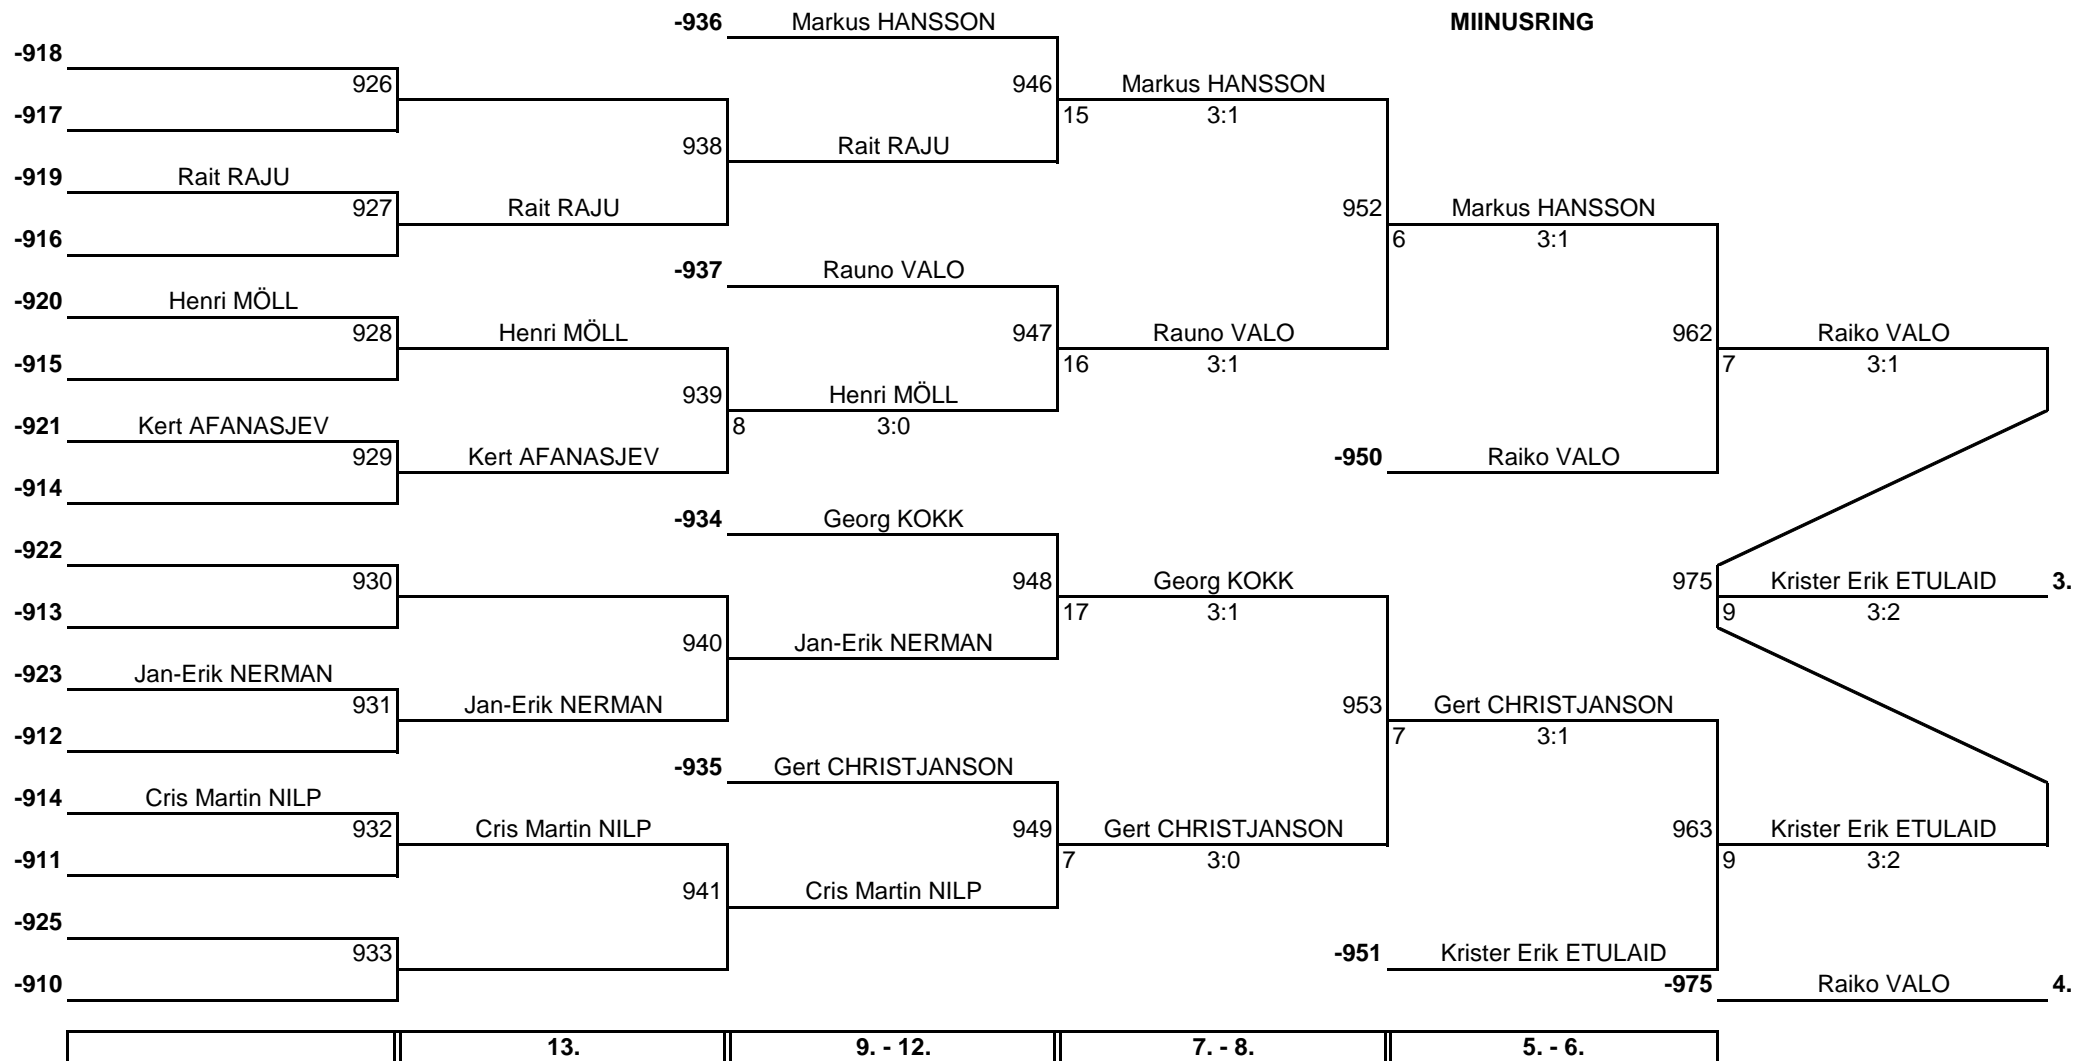 -936 Markus HANSSON MIINUSRING
-918
926 946 Markus HANSSON
-917 15 3:1
938 Rait RAJU
-919 Rait RAJU
927 Rait RAJU 952 Markus HANSSON
-916 6 3:1
-937 Rauno VALO
-920 Henri MÖLL
928 Henri MÖLL 947 Rauno VALO 962 Raiko VALO
-915 16 3:1 7 3:1
939 Henri MÖLL
-921 Kert AFANASJEV 8 3:0
929 Kert AFANASJEV -950 Raiko VALO
-914
-934 Georg KOKK
-922
930 948 Georg KOKK 975 Krister Erik ETULAID 3.
-913 17 3:1 9 3:2
940 Jan-Erik NERMAN
-923 Jan-Erik NERMAN
931 Jan-Erik NERMAN 953 Gert CHRISTJANSON
-912 7 3:1
-935 Gert CHRISTJANSON
-914 Cris Martin NILP
932 Cris Martin NILP 949 Gert CHRISTJANSON 963 Krister Erik ETULAID
-911 7 3:0 9 3:2
941 Cris Martin NILP
-925
933 -951 Krister Erik ETULAID
-910 -975 Raiko VALO 4.
13. 9. - 12. 7. - 8. 5. - 6.